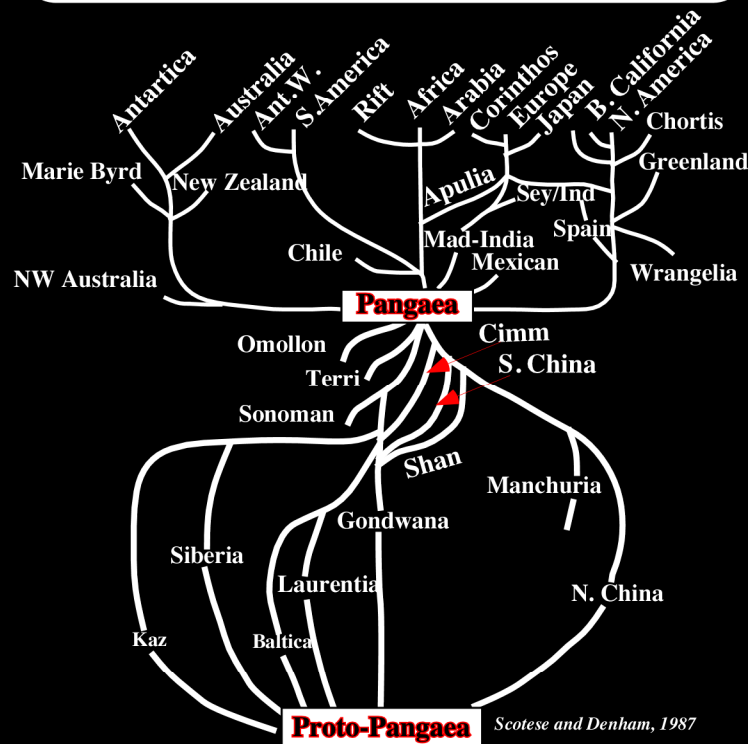 Antartica
Australia
Ant.W.
S.America
Rift
Africa
Arabia
Corinthos
Europe
Japan
B. California
N. America
Chortis
Greenland
Marie Byrd
New Zealand
Apulia
Sey/Ind
Spain
Mad-India
Chile
Mexican
Wrangelia
NW Australia
Pangaea
Omollon
Cimm
S. China
Terri
Sonoman
Shan
Manchuria
Gondwana
Siberia
Laurentia
N. China
Kaz
Baltica
Proto-Pangaea
Scotese and Denham, 1987